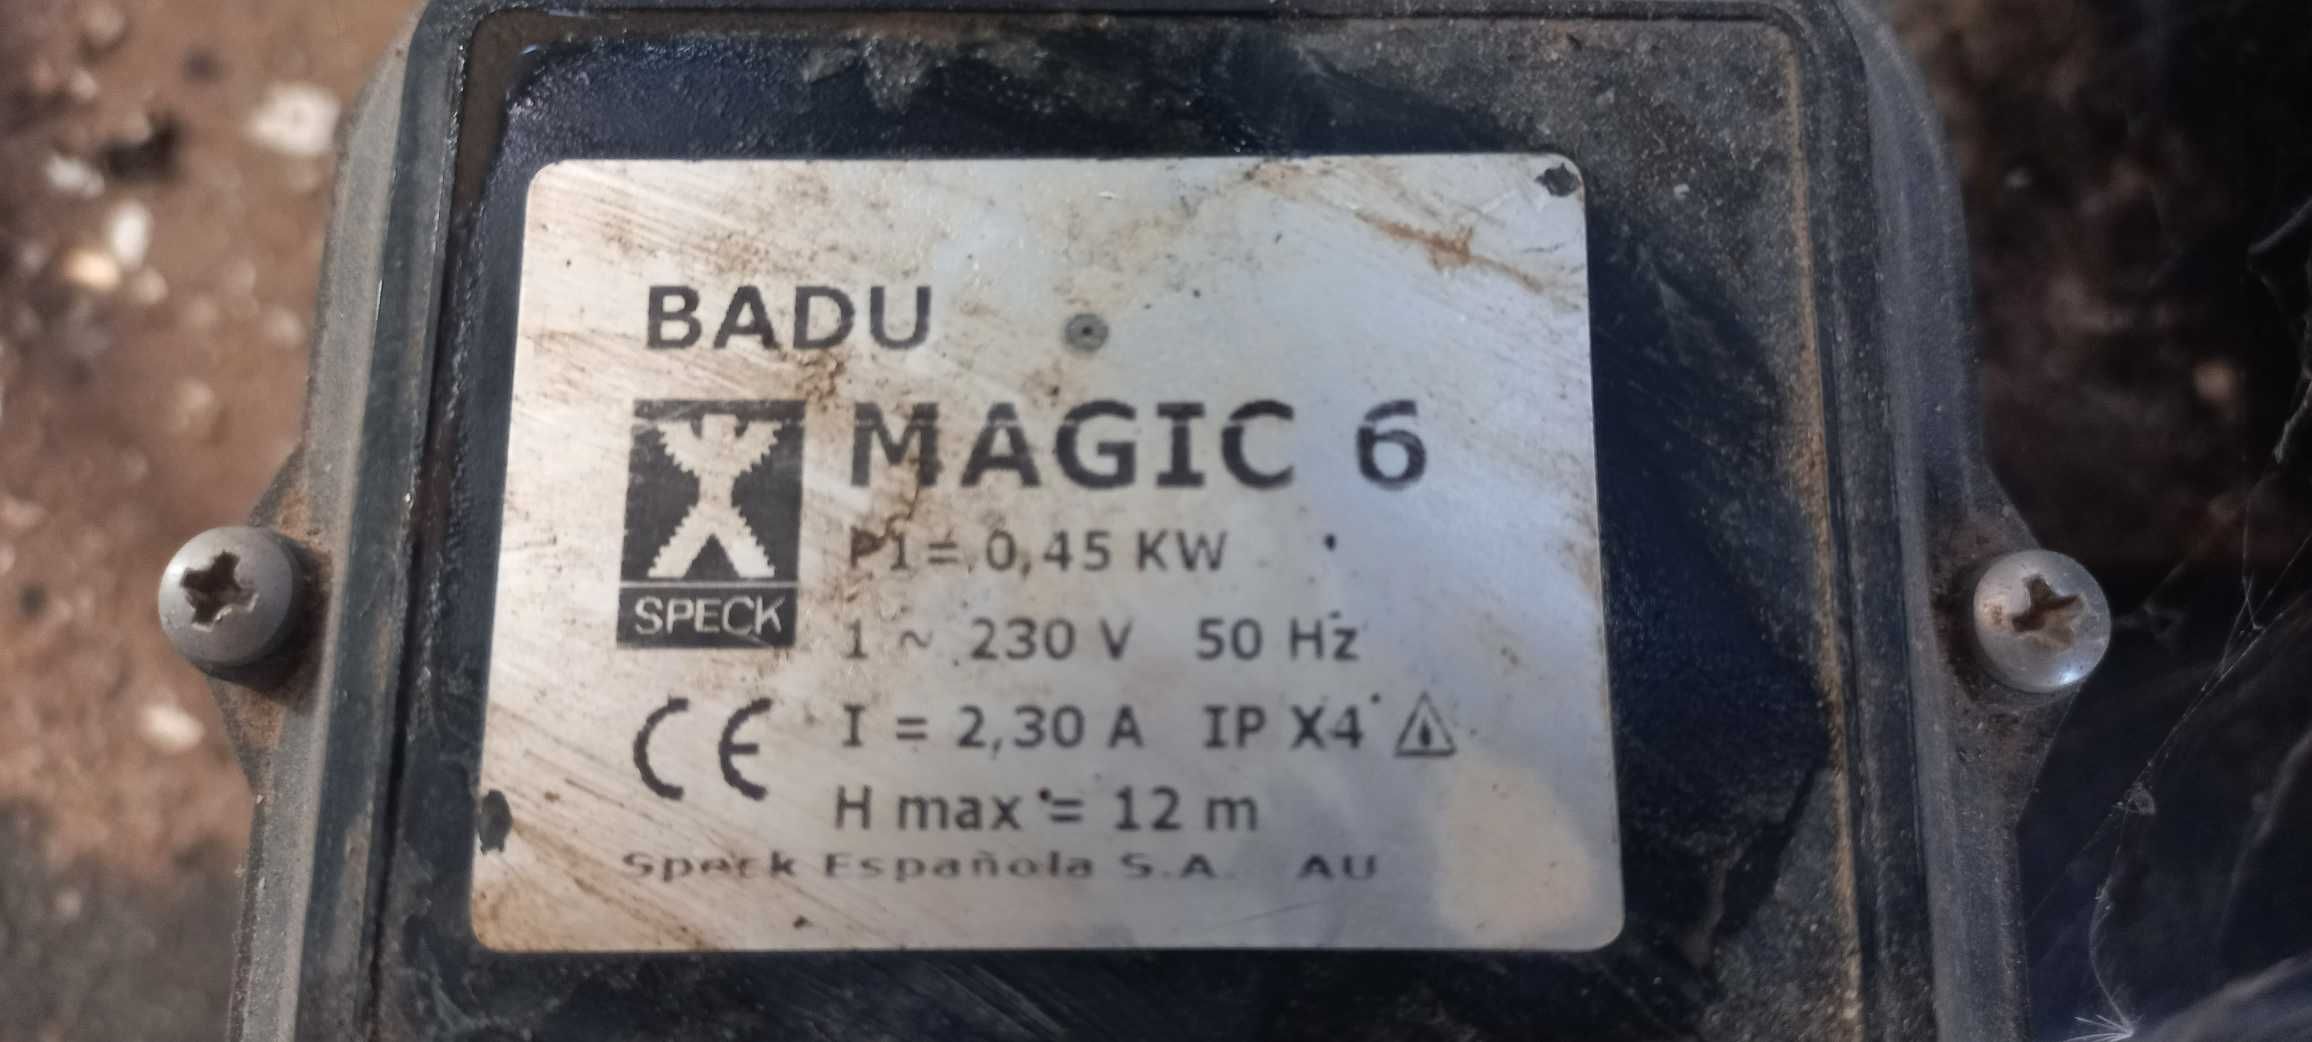 BADU
MAGIC 6
SPECK
P1= 0,45 KW
1 ~ 230 V 50 Hz
CE
I = 2,30 A IP X4
H max = 12 m
Speck Española S.A. AU